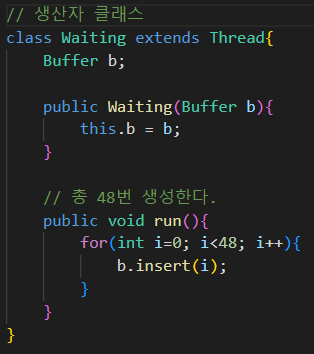 // 생산자 클래스
class Waiting extends Thread{
    Buffer b;

    public Waiting(Buffer b){
        this.b = b;
    }

    // 총 48번 생성한다.
    public void run(){
        for(int i=0; i<48; i++){
            b.insert(i);
        }
    }
}